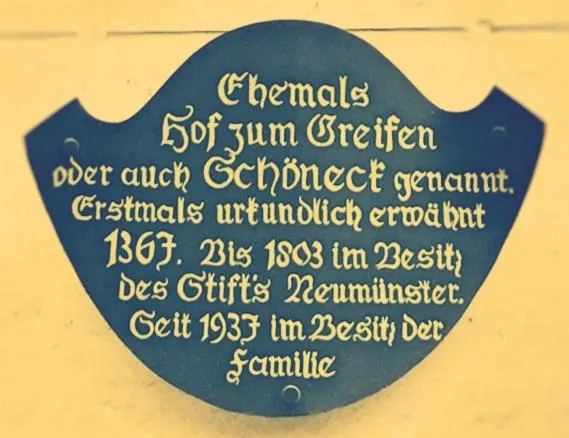 Ehemals
Hof zum Greifen
oder auch Schöneck genannt.
Erstmals urkundlich erwähnt
1367. Bis 1803 im Besitz
des Stift's Neumünster.
Seit 1937 im Besitz der
Familie